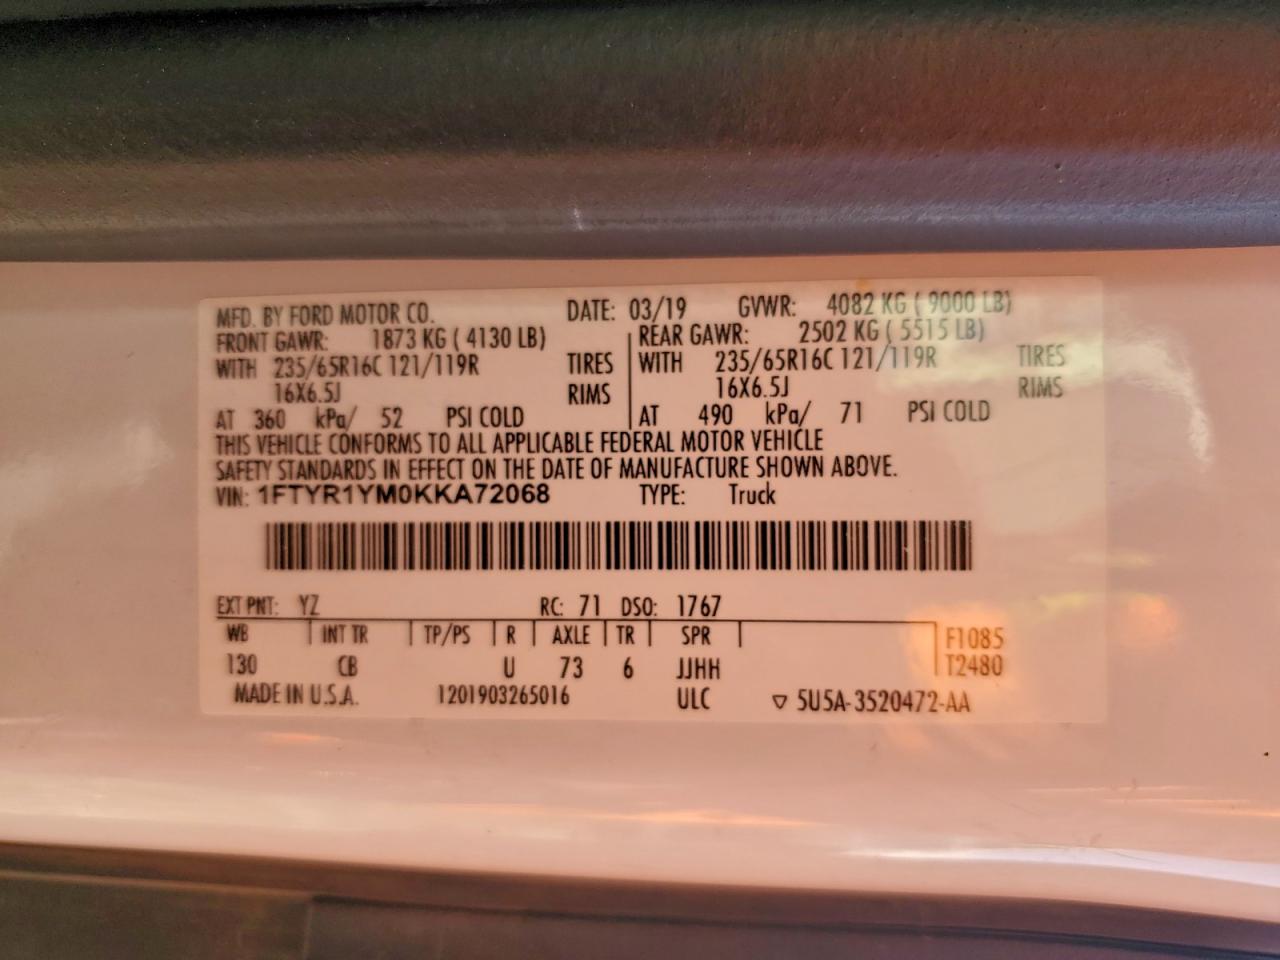 MFD. BY FORD MOTOR CO. DATE: 03/19 GVWR: 4082 KG ( 9000 LB)
FRONT GAWR: 1873 KG ( 4130 LB) REAR GAWR: 2502 KG ( 5515 LB)
WITH 235/65R16C 121/119R TIRES WITH 235/65R16C 121/119R TIRES
16X6.5J RIMS 16X6.5J RIMS
AT 360 kPa/ 52 PSI COLD AT 490 kPa/ 71 PSI COLD
THIS VEHICLE CONFORMS TO ALL APPLICABLE FEDERAL MOTOR VEHICLE
SAFETY STANDARDS IN EFFECT ON THE DATE OF MANUFACTURE SHOWN ABOVE.
VIN: 1FTYR1YM0KKA72068 TYPE: Truck
EXT PNT: YZ RC: 71 DSO: 1767
WB INT TR TP/PS R AXLE TR SPR F1085
130 CB U 73 6 JJHH T2480
MADE IN U.S.A. 1201903265016 ULC ▽ 5U5A-3520472-AA